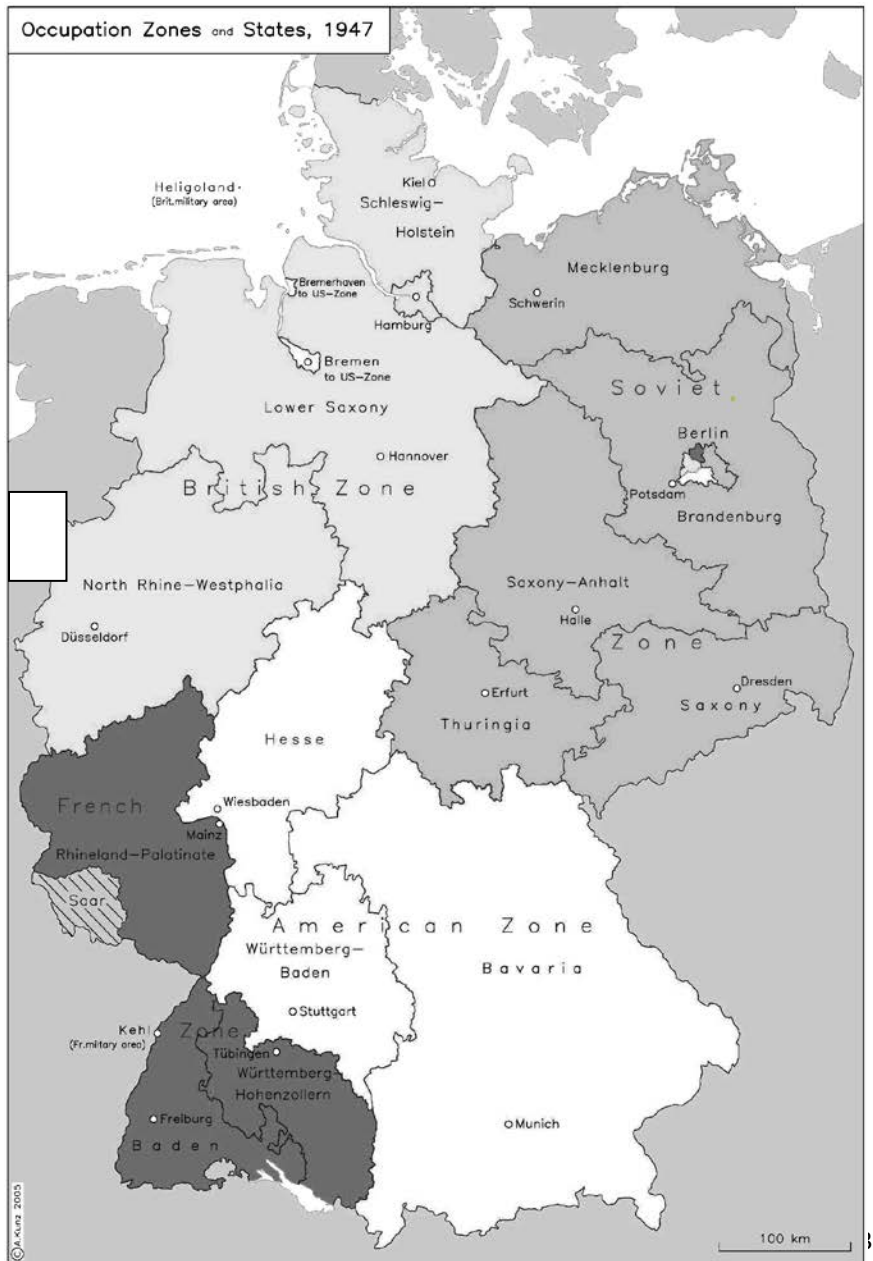 Occupation Zones and States, 1947
Heligoland
(Brit.military area)
Kiel
Schleswig-
Holstein
Mecklenburg
Schwerin
Bremerhaven
to US-Zone
Hamburg
Bremen
to US-Zone
Lower Saxony
Hannover
Soviet
Berlin
Potsdam
Brandenburg
British Zone
North Rhine-Westphalia
Düsseldorf
Saxony-Anhalt
Halle
Zone
Dresden
Saxony
Erfurt
Thuringia
Hesse
Wiesbaden
Mainz
French
Rhineland-Palatinate
Saar
American Zone
Württemberg-
Baden
Bavaria
Stuttgart
Kehl
(Fr.military area)
Zone
Tübingen
Württemberg-
Hohenzollern
Freiburg
Baden
Munich
© A.Kunz 2005
100 km